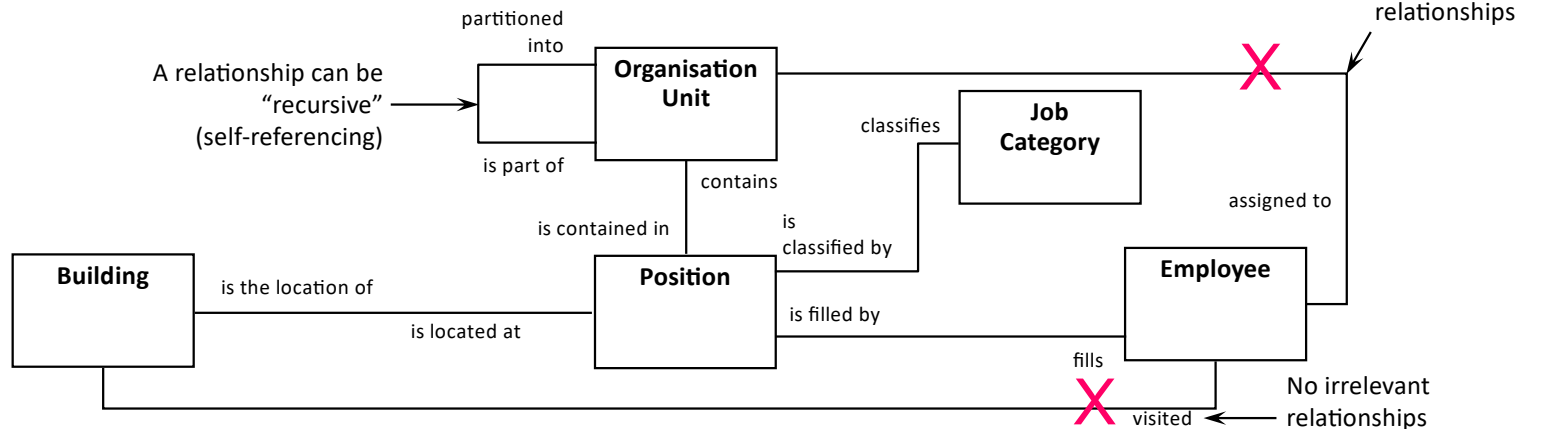 relationships
partitioned
into
A relationship can be
“recursive”
(self-referencing)
Organisation
Unit
Job
Category
classifies
is part of
contains
assigned to
is contained in
is
classified by
Building
is the location of
is located at
Position
is filled by
Employee
fills
visited
No irrelevant
relationships
X
X